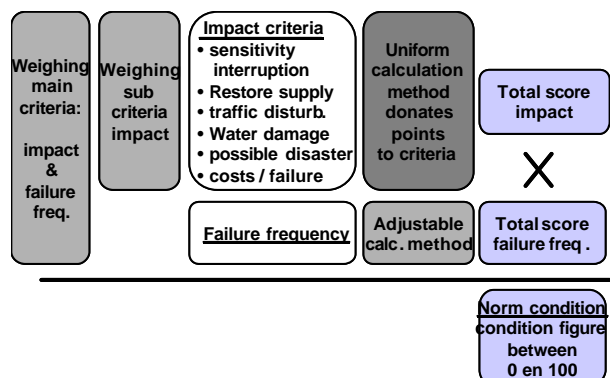 Weighing
main
criteria:
impact
&
failure
freq.
Weighing
sub
criteria
impact
Impact criteria
• sensitivity
interruption
• Restore supply
• traffic disturb.
• Water damage
• possible disaster
• costs / failure
Uniform
calculation
method
donates
points
to criteria
Total score
impact
X
Failure frequency
Adjustable
calc. method
Total score
failure freq .
Norm condition
condition figure
between
0 en 100